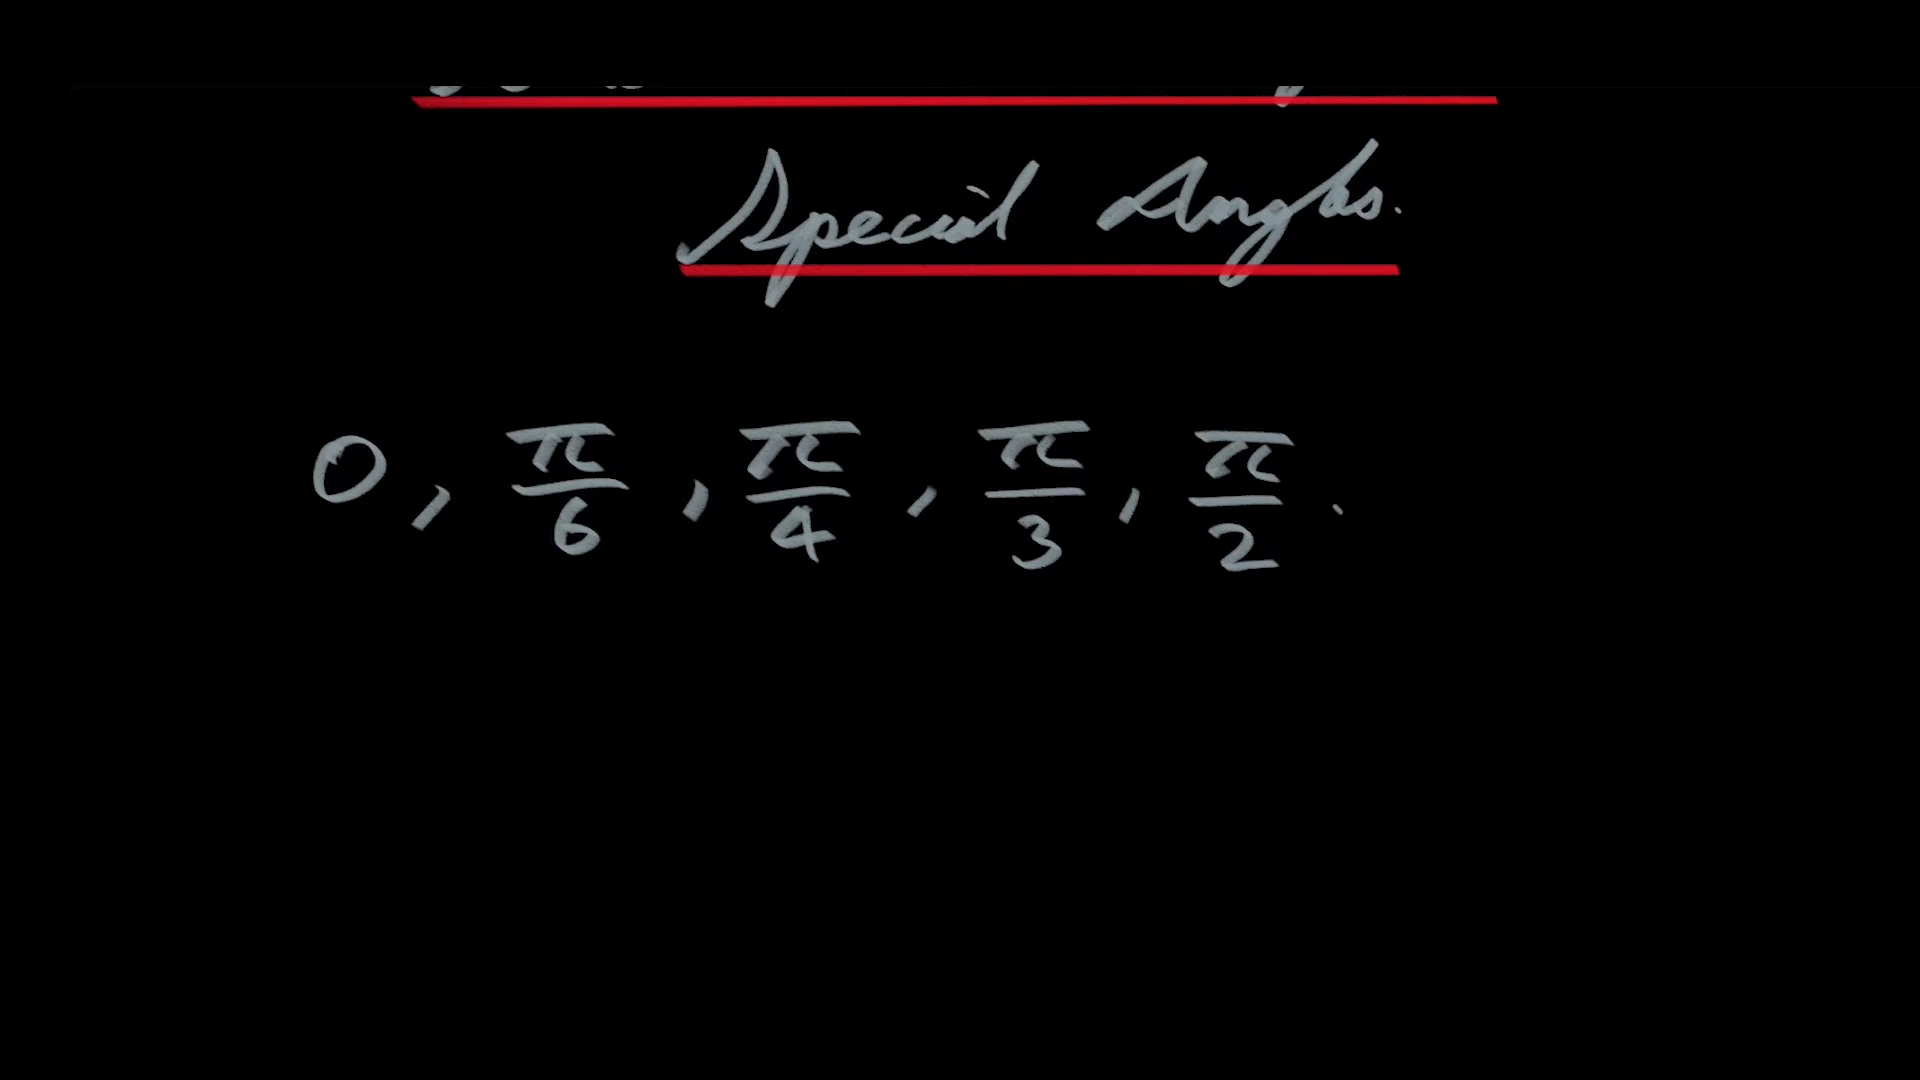 Special Angles.
0, π/6, π/4, π/3, π/2.